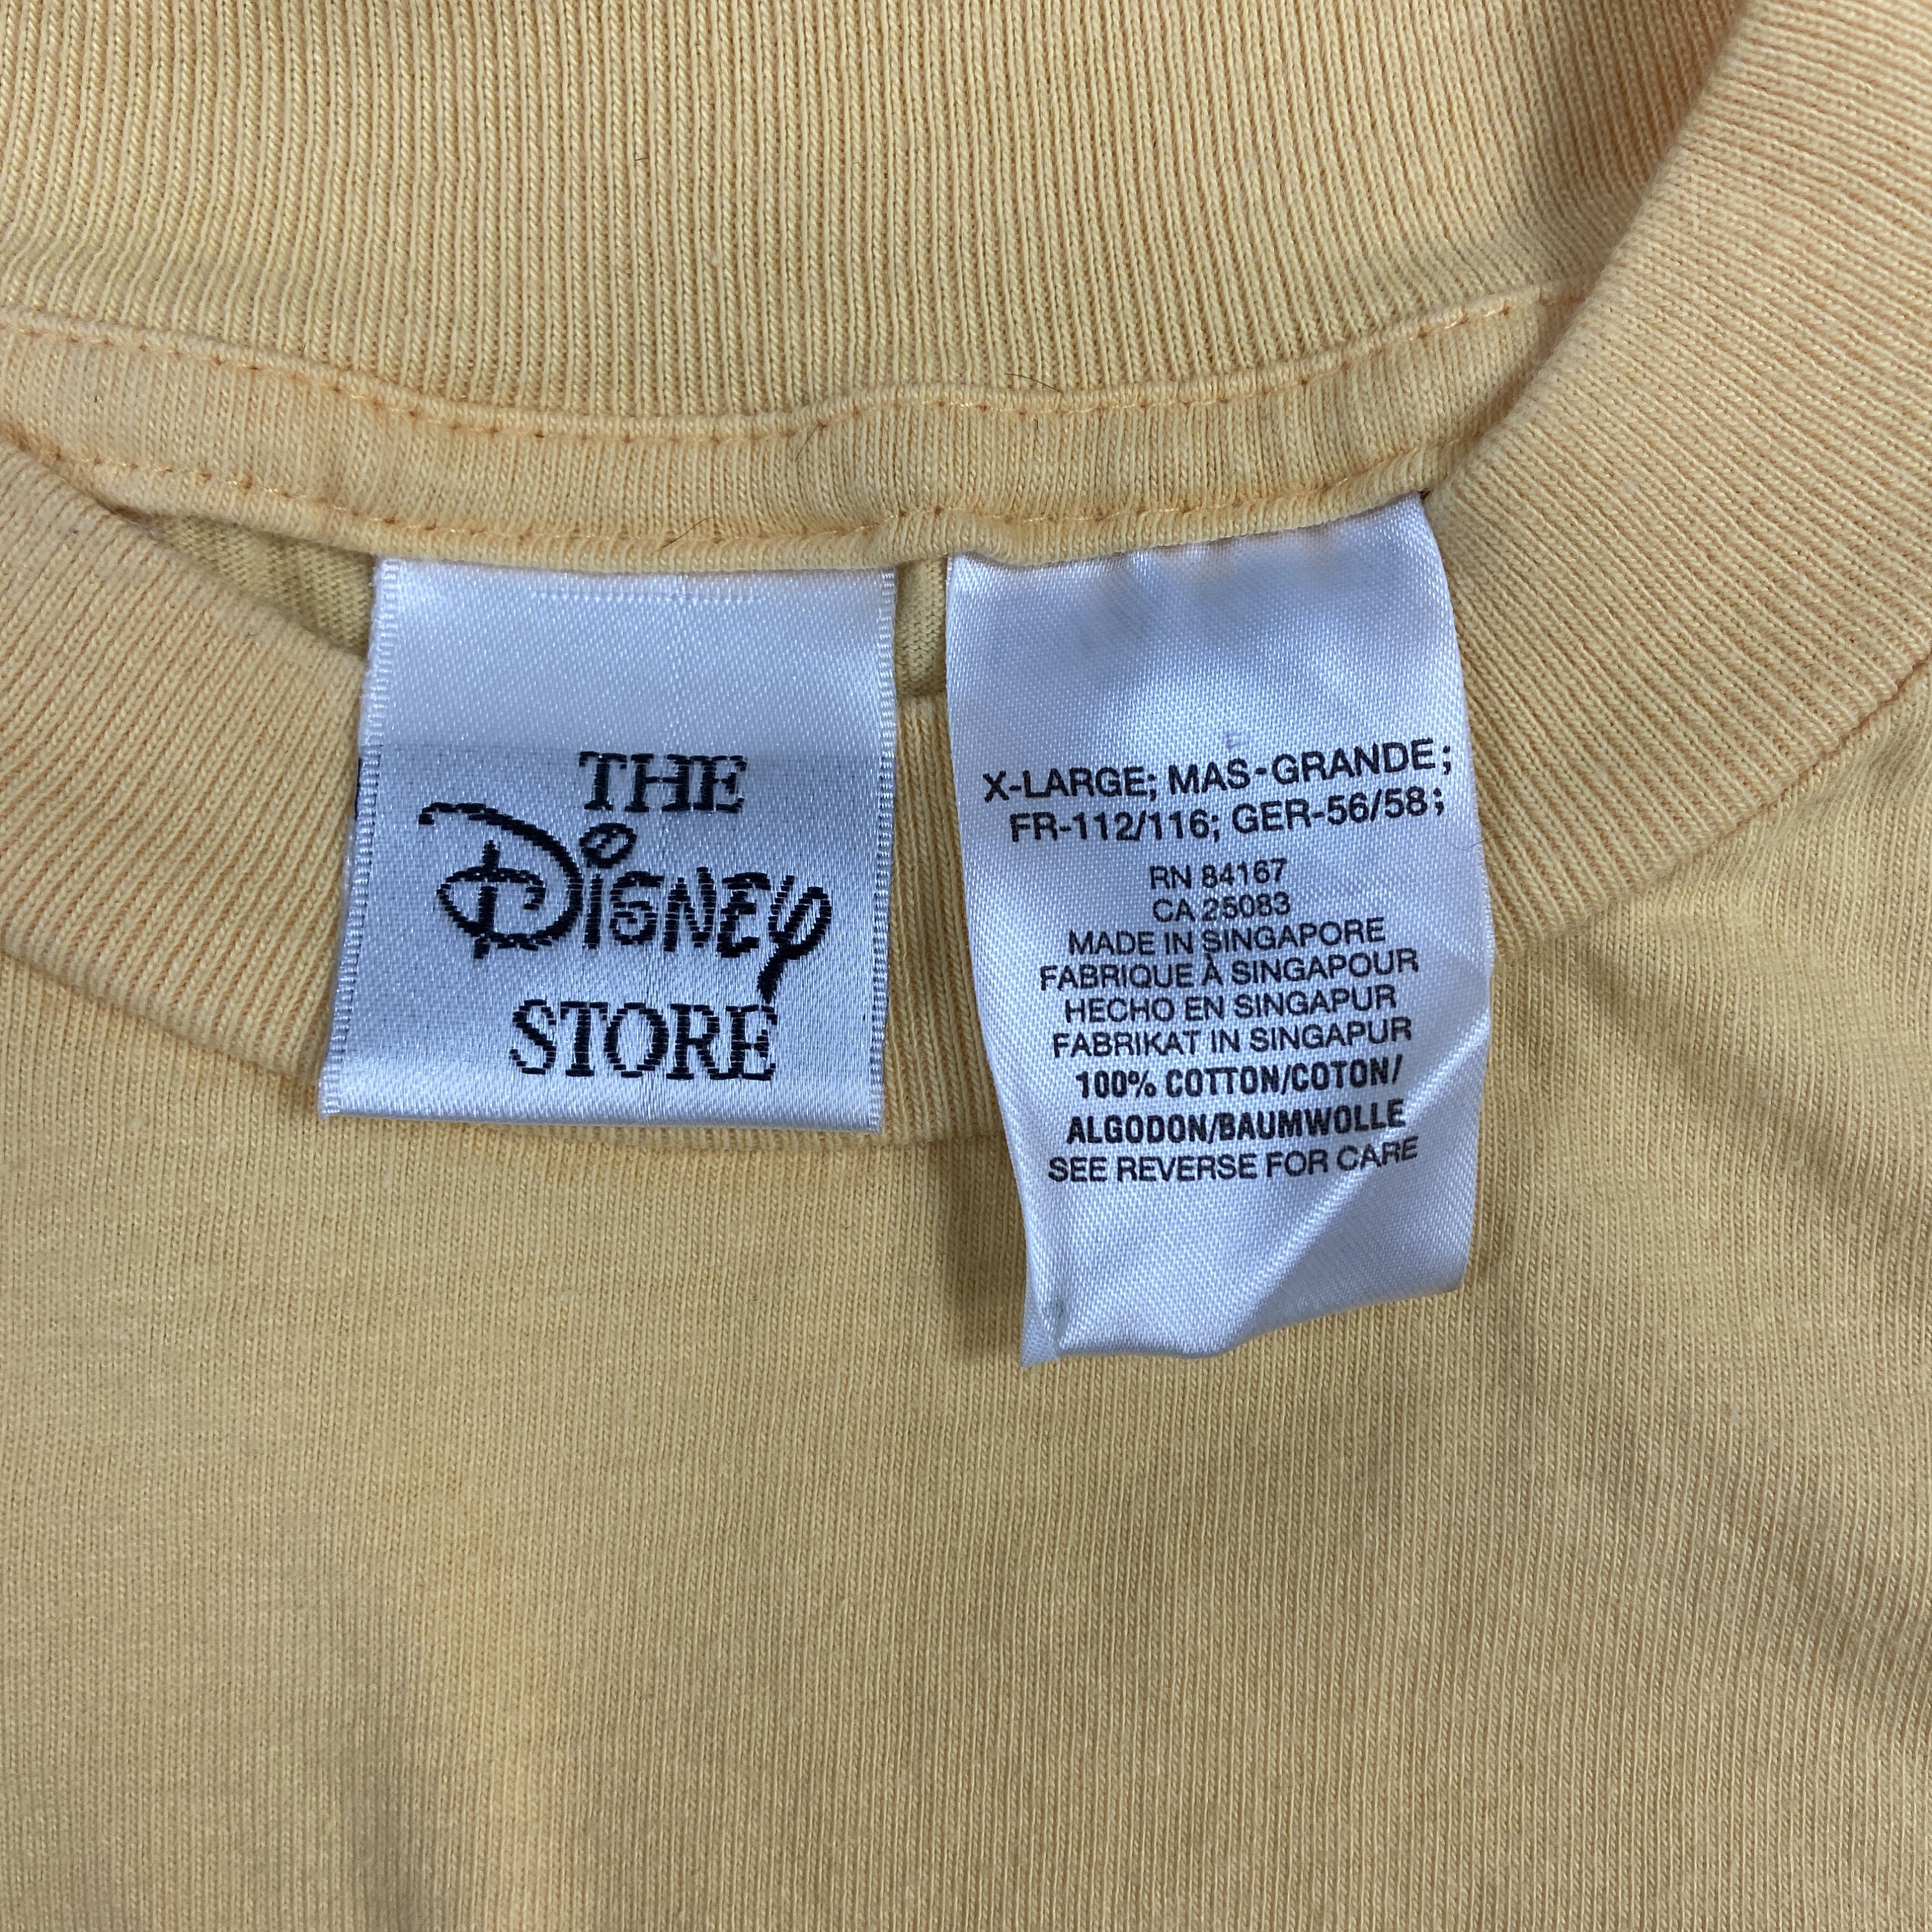 THE
DisNEY
STORE
X-LARGE; MAS-GRANDE;
FR-112/116; GER-56/58;
RN 84167
CA 25083
MADE IN SINGAPORE
FABRIQUE À SINGAPOUR
HECHO EN SINGAPUR
FABRIKAT IN SINGAPUR
100% COTTON/COTON/
ALGODON/BAUMWOLLE
SEE REVERSE FOR CARE